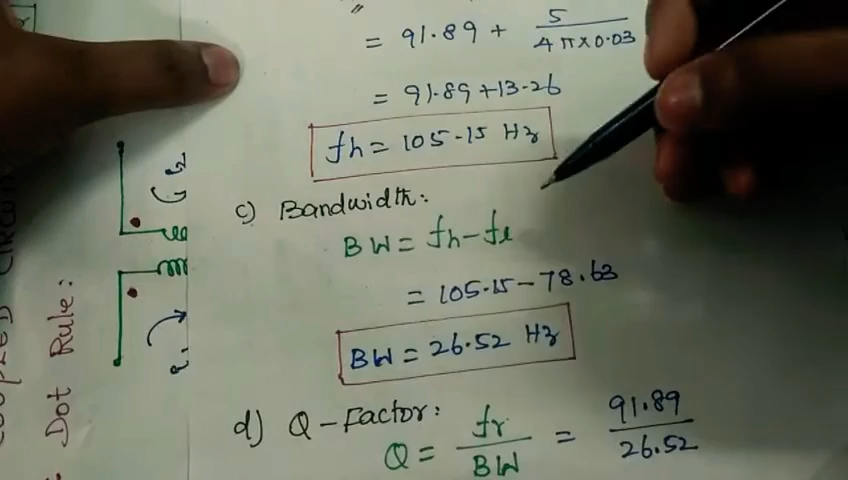 = 91.89 + 5 / 4π×0.03
= 91.89+13.26
fh = 105.15 Hz
c) Bandwidth:
BW = fh - fl
= 105.15 - 78.63
BW = 26.52 Hz
d) Q-Factor:
Q = fr / BW = 91.89 / 26.52
Dot Rule: